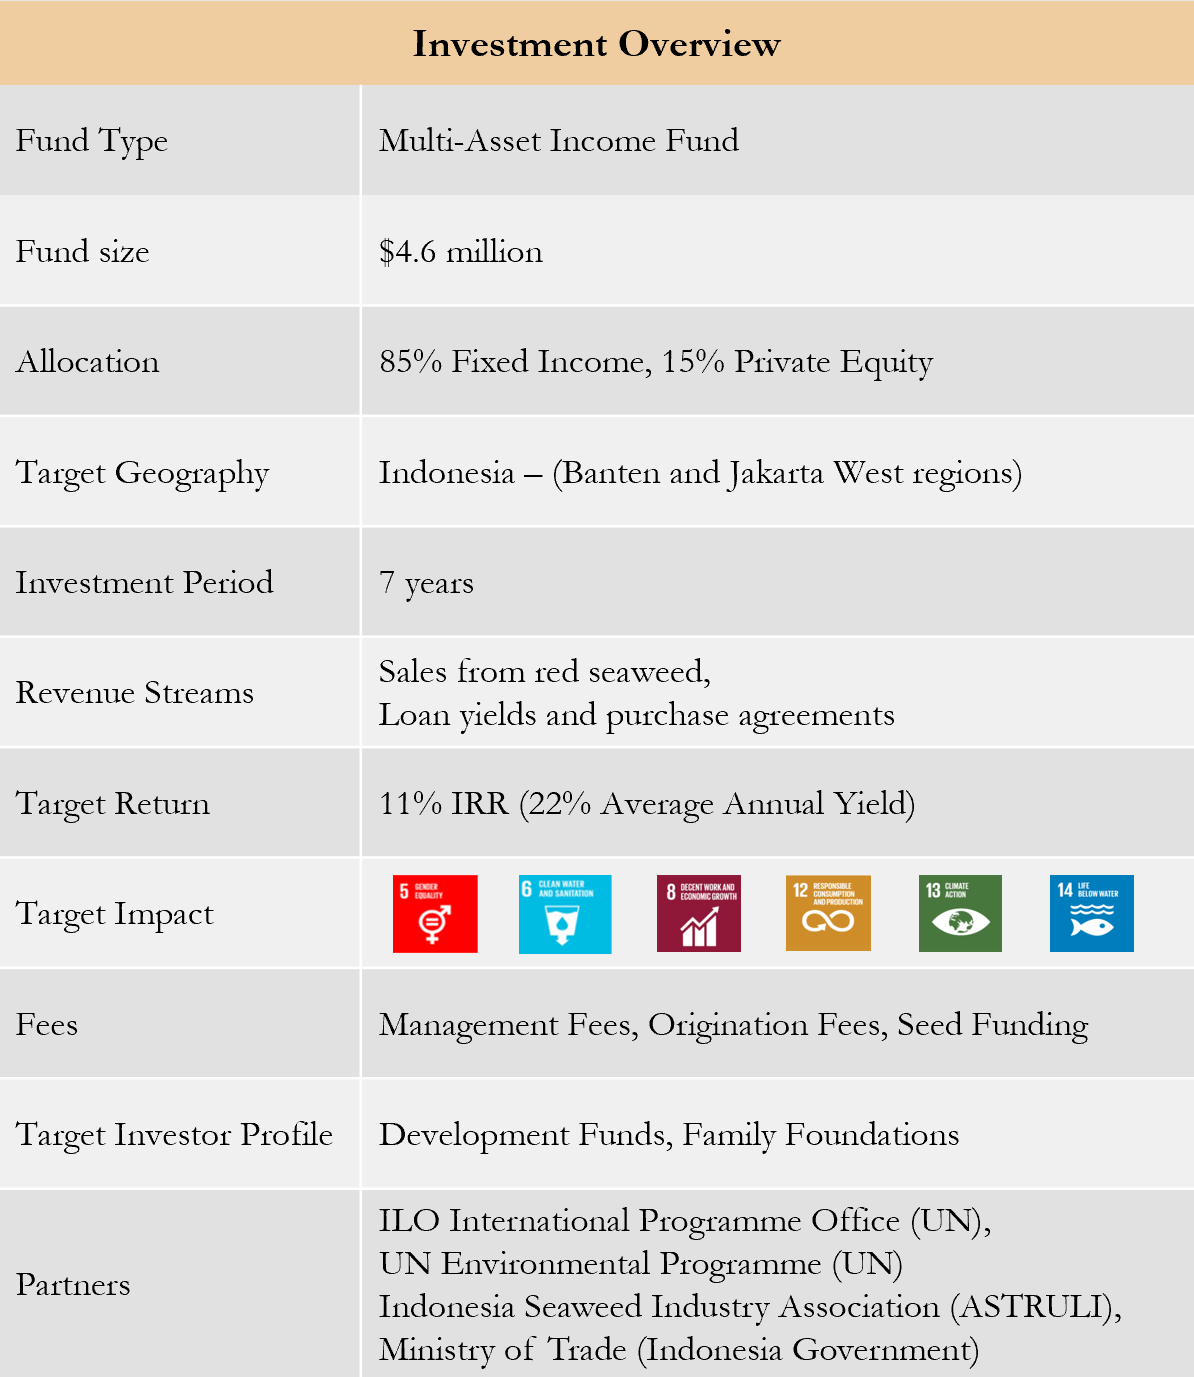 Investment Overview
Fund Type
Multi-Asset Income Fund
Fund size
$4.6 million
Allocation
85% Fixed Income, 15% Private Equity
Target Geography
Indonesia – (Banten and Jakarta West regions)
Investment Period
7 years
Revenue Streams
Sales from red seaweed,
Loan yields and purchase agreements
Target Return
11% IRR (22% Average Annual Yield)
Target Impact
5 GENDER
EQUALITY
6 CLEAN WATER
AND SANITATION
8 DECENT WORK AND
ECONOMIC GROWTH
12 RESPONSIBLE
CONSUMPTION
AND PRODUCTION
13 CLIMATE
ACTION
14 LIFE
BELOW WATER
Fees
Management Fees, Origination Fees, Seed Funding
Target Investor Profile
Development Funds, Family Foundations
Partners
ILO International Programme Office (UN),
UN Environmental Programme (UN)
Indonesia Seaweed Industry Association (ASTRULI),
Ministry of Trade (Indonesia Government)